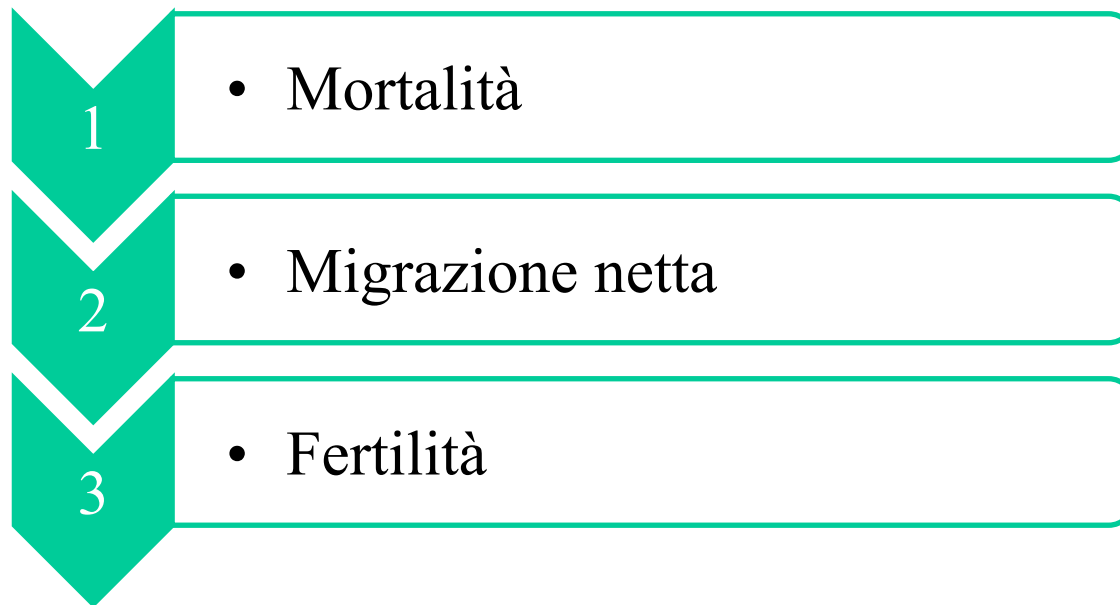 1
• Mortalità
2
• Migrazione netta
3
• Fertilità